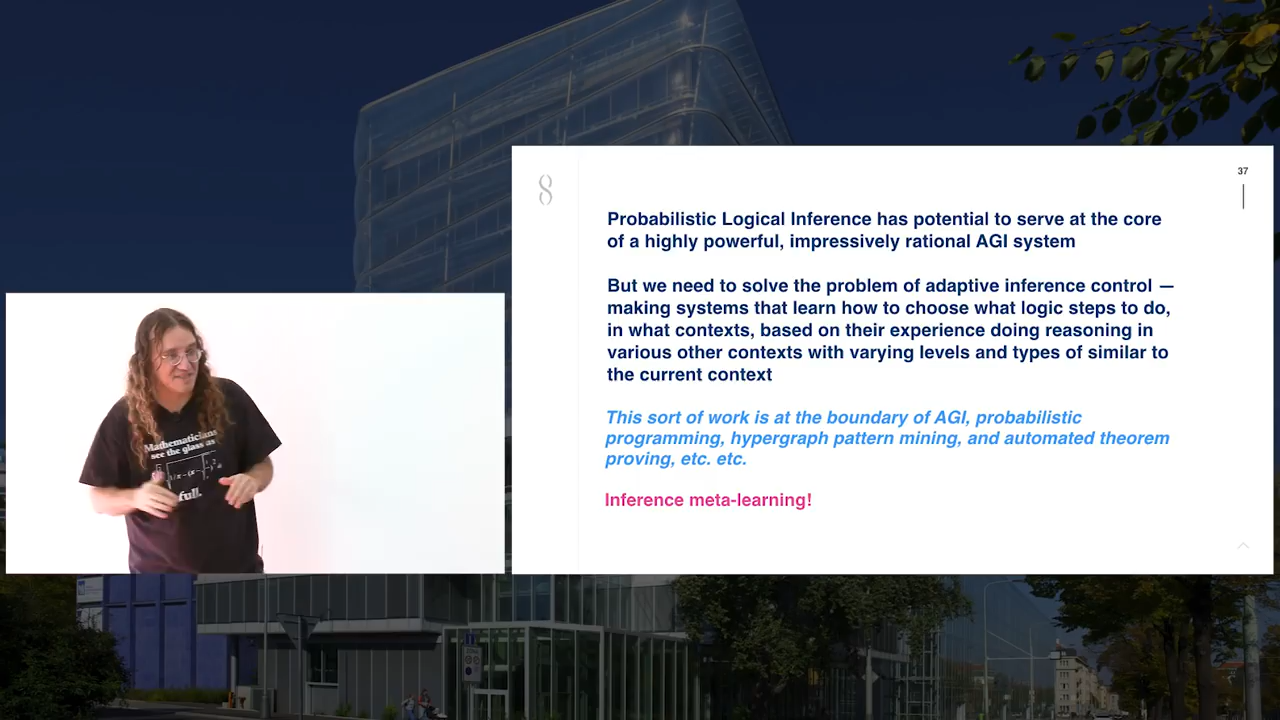 37
Probabilistic Logical Inference has potential to serve at the core
of a highly powerful, impressively rational AGI system
But we need to solve the problem of adaptive inference control —
making systems that learn how to choose what logic steps to do,
in what contexts, based on their experience doing reasoning in
various other contexts with varying levels and types of similar to
the current context
This sort of work is at the boundary of AGI, probabilistic
programming, hypergraph pattern mining, and automated theorem
proving, etc. etc.
Inference meta-learning!
Mathematicians
see the glass as
full.